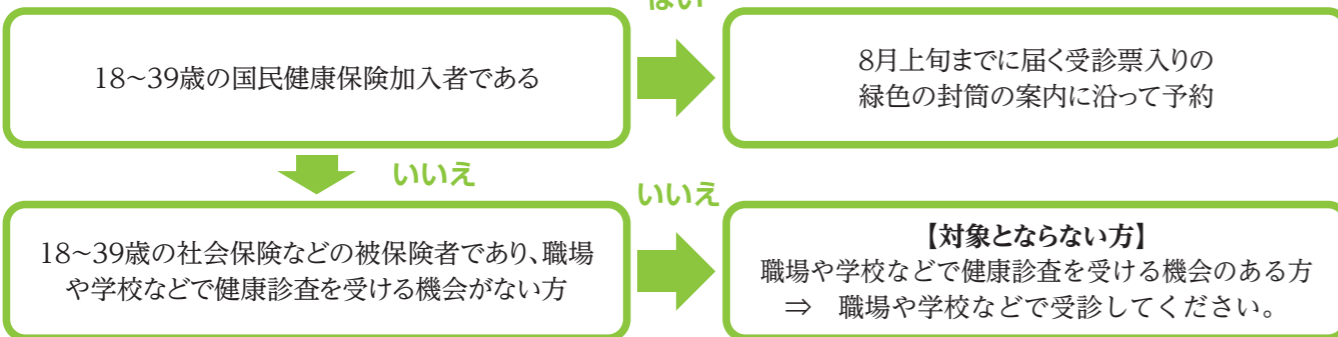 はい
18~39歳の国民健康保険加入者である
8月上旬までに届く受診票入りの
緑色の封筒の案内に沿って予約
いいえ
いいえ
18~39歳の社会保険などの被保険者であり、職場
や学校などで健康診査を受ける機会がない方
【対象とならない方】
職場や学校などで健康診査を受ける機会のある方
⇒ 職場や学校などで受診してください。